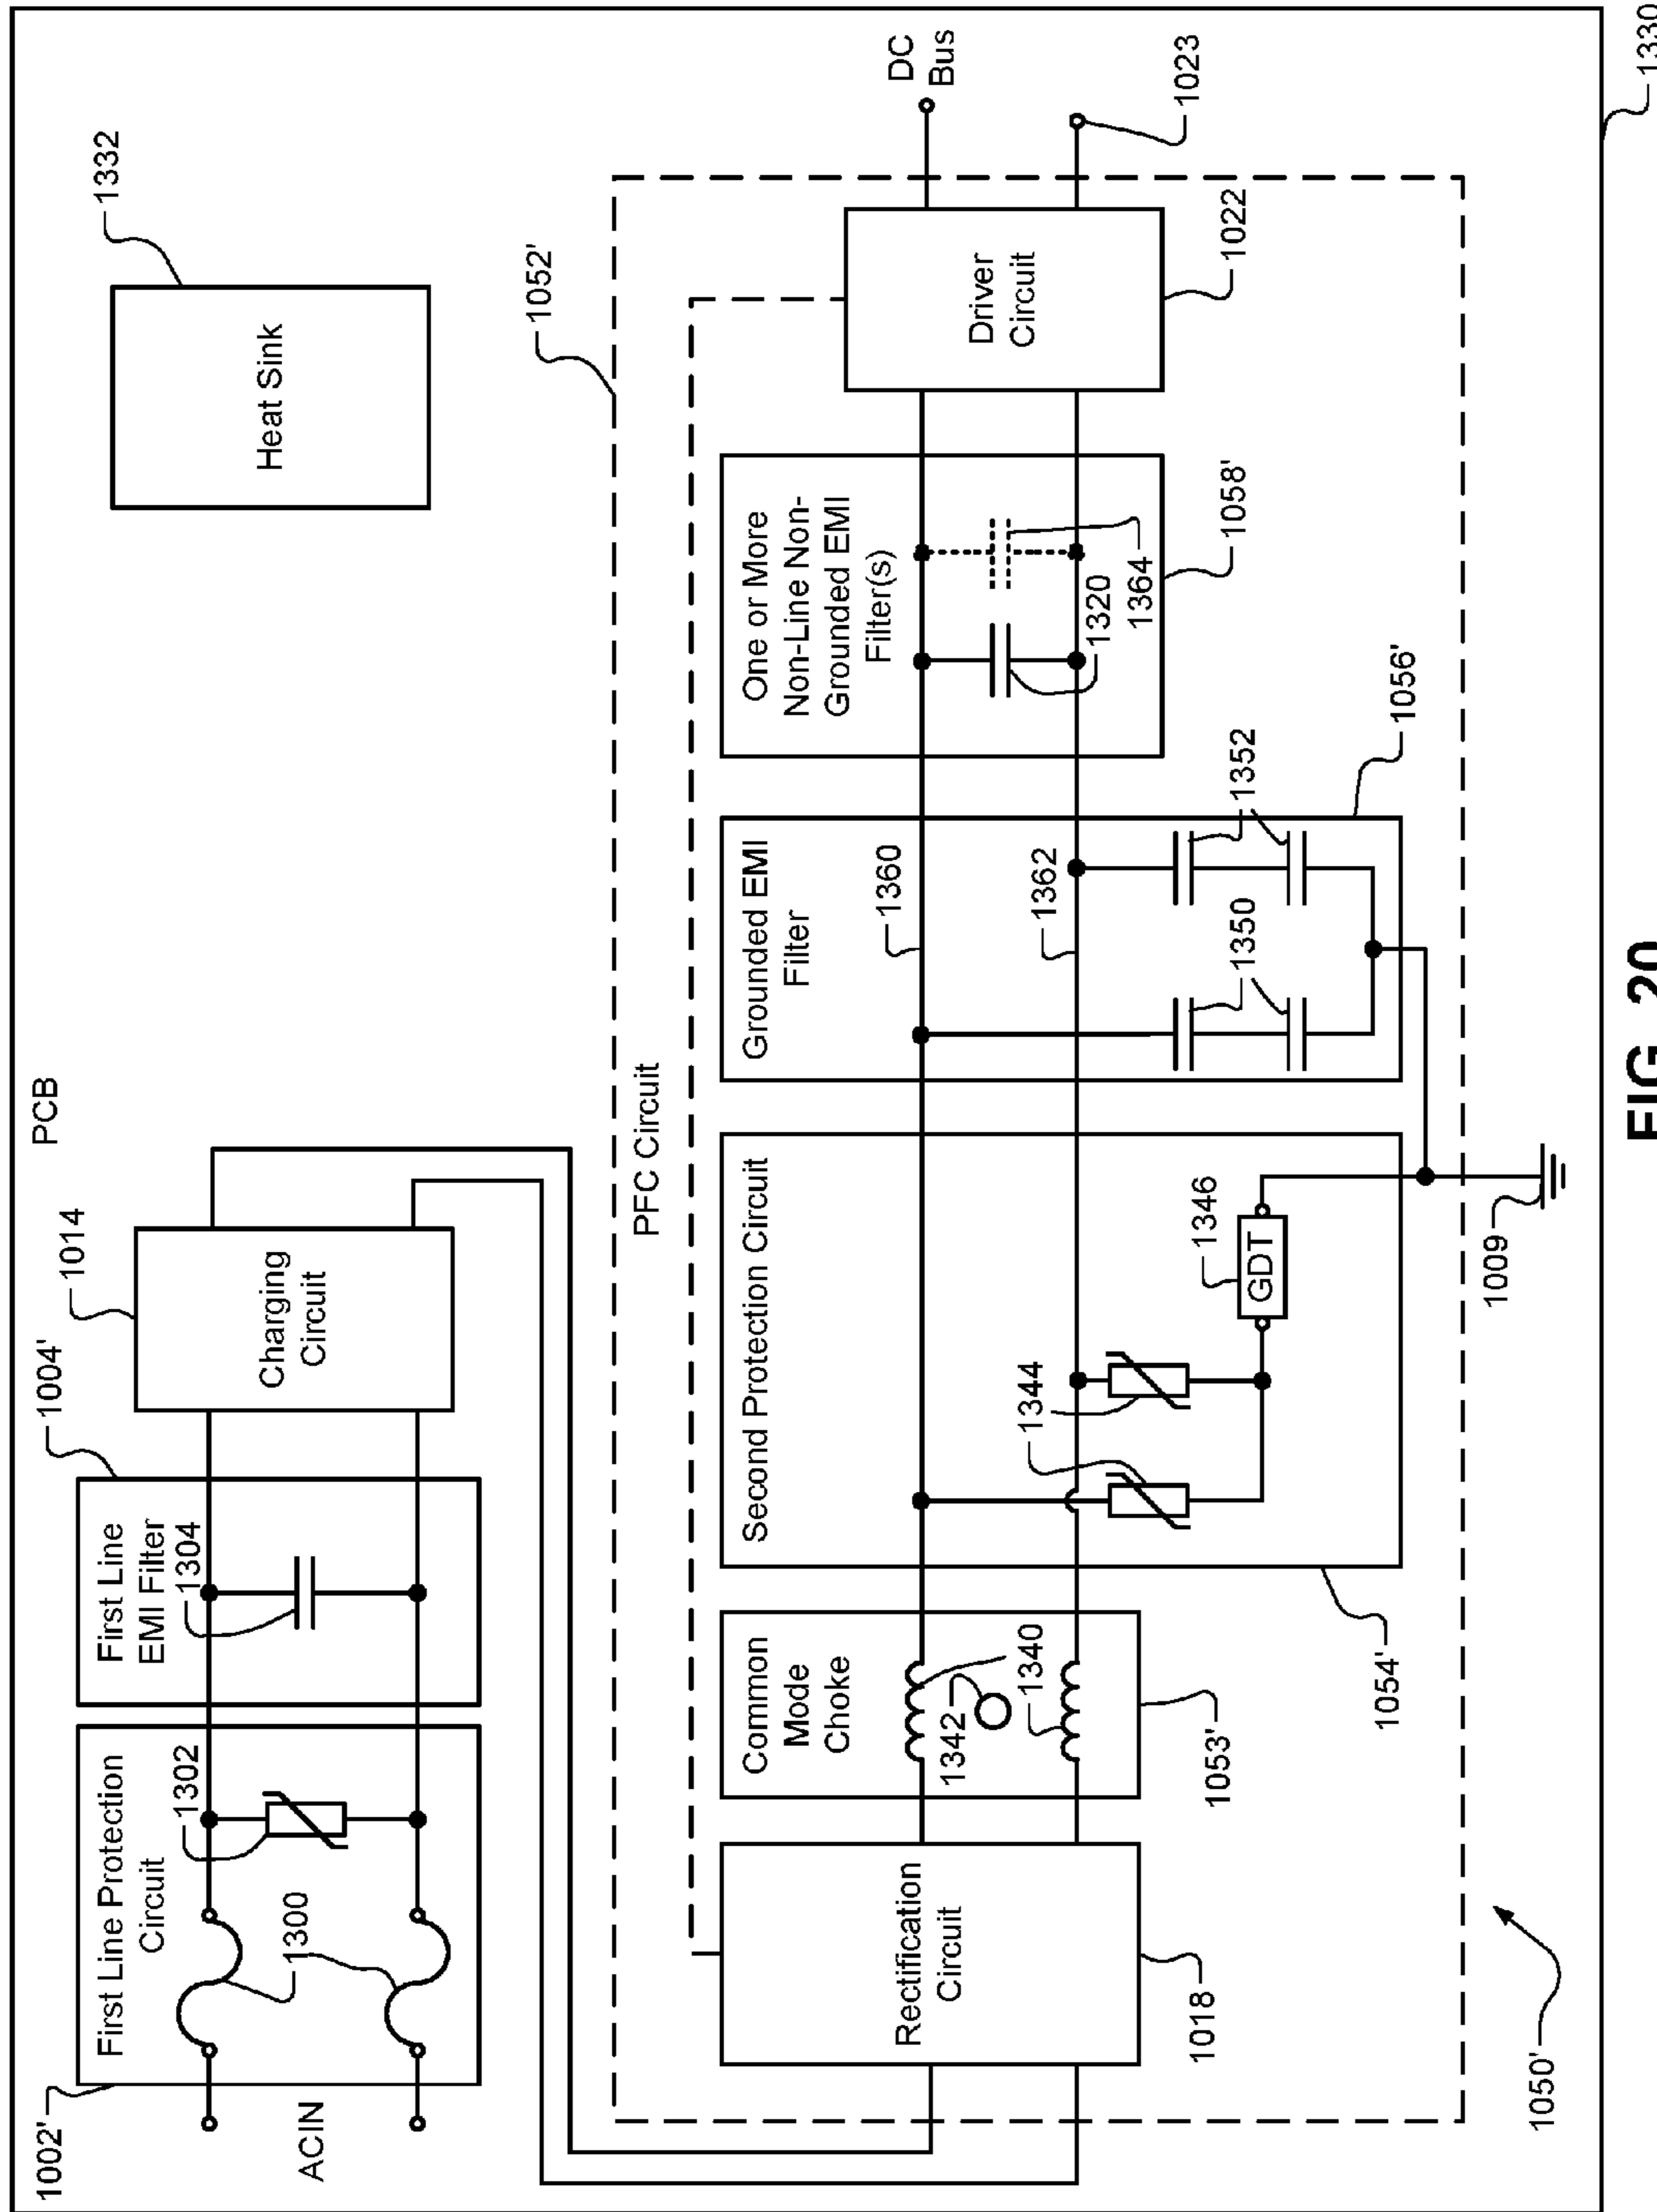 PCB
1002'
First Line Protection
Circuit
1302
1300
ACIN
1004'
First Line
EMI Filter
1304
1014
Charging
Circuit
Heat Sink
1332
1052'
PFC Circuit
Rectification
Circuit
1018
Common
Mode
Choke
1342
1340
1053'
Second Protection Circuit
1344
GDT
1346
1054'
1009
Grounded EMI
Filter
1360
1362
1350
1352
1056'
One or More
Non-Line Non-
Grounded EMI
Filter(s)
1320
1364
1058'
Driver
Circuit
1022
DC
Bus
1023
1050'
1330
FIG. 20